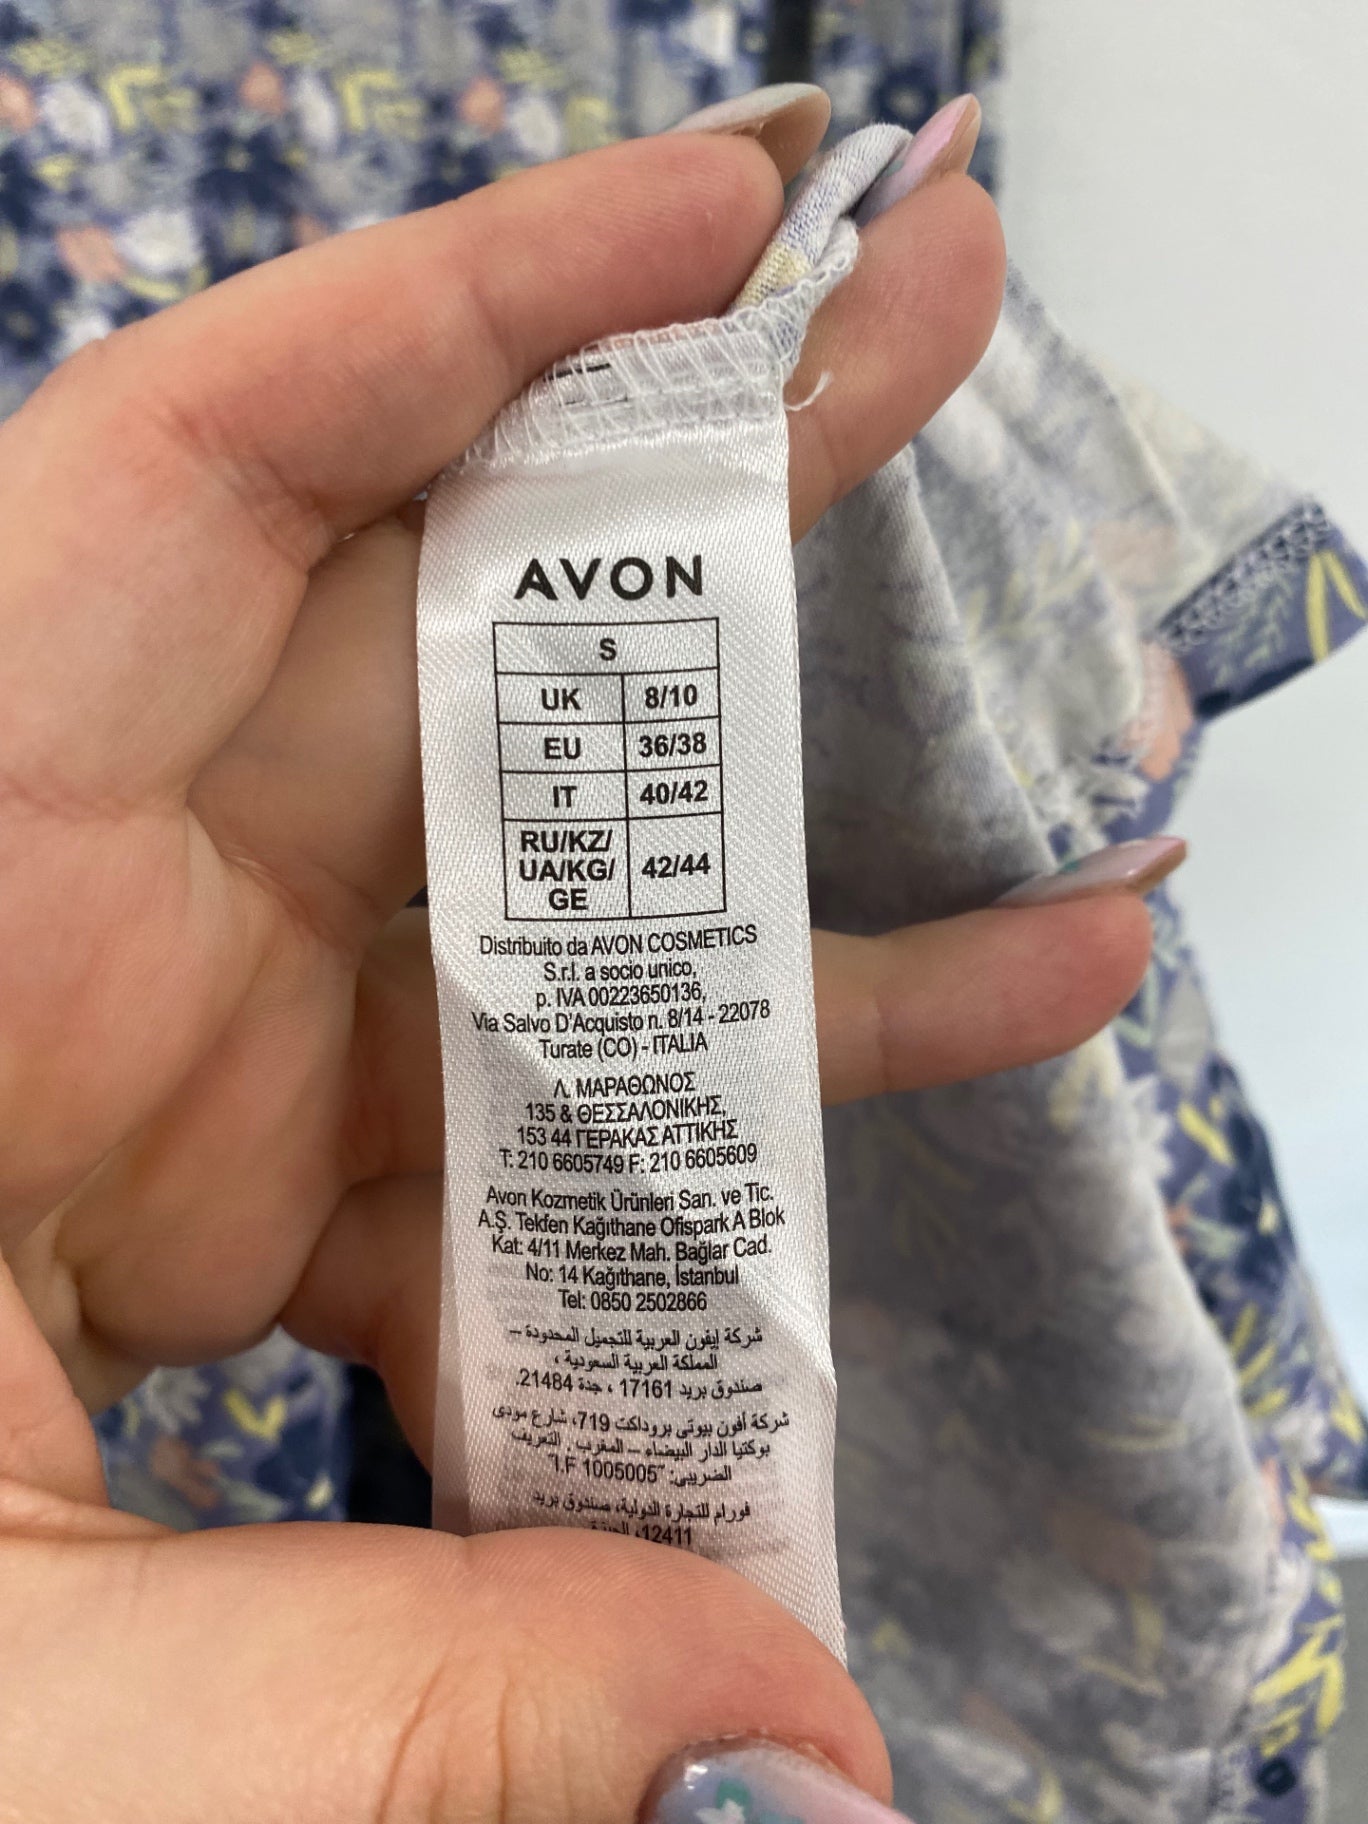 AVON
S
UK 8/10
EU 36/38
IT 40/42
RU/KZ/
UA/KG/ 42/44
GE
Distribuito da AVON COSMETICS
S.r.l. a socio unico,
p. IVA 00223650136,
Via Salvo D'Acquisto n. 8/14 - 22078
Turate (CO) - ITALIA
Λ. ΜΑΡΑΘΩΝΟΣ
135 & ΘΕΣΣΑΛΟΝΙΚΗΣ,
153 44 ΓΕΡΑΚΑΣ ΑΤΤΙΚΗΣ
T: 210 6605749 F: 210 6605609
Avon Kozmetik Ürünleri San. ve Tic.
A.Ş. Tekfen Kağıthane Ofispark A Blok
Kat: 4/11 Merkez Mah. Bağlar Cad.
No: 14 Kağıthane, İstanbul
Tel: 0850 2502866
شركة إيفون العربية للتجميل المحدودة –
المملكة العربية السعودية ،
صندوق بريد 17161 ، جدة 21484.
شركة أفون بيوتي بروداكت 719، شارع مودي
بوكتيا الدار البيضاء – المغرب. التعريف
الضريبي: "I.F 1005005"
فورام للتجارة الدولية، صندوق بريد
12411،